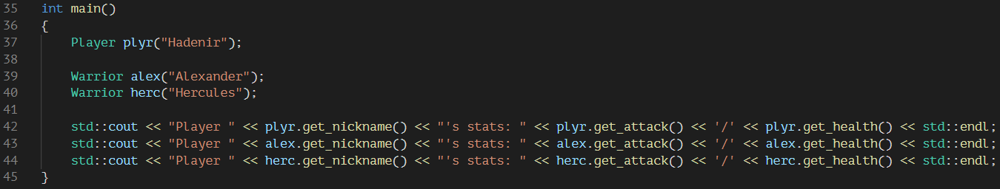 35 int main()
36 {
37     Player plyr("Hadenir");
38
39     Warrior alex("Alexander");
40     Warrior herc("Hercules");
41
42     std::cout << "Player " << plyr.get_nickname() << "'s stats: " << plyr.get_attack() << '/' << plyr.get_health() << std::endl;
43     std::cout << "Player " << alex.get_nickname() << "'s stats: " << alex.get_attack() << '/' << alex.get_health() << std::endl;
44     std::cout << "Player " << herc.get_nickname() << "'s stats: " << herc.get_attack() << '/' << herc.get_health() << std::endl;
45 }